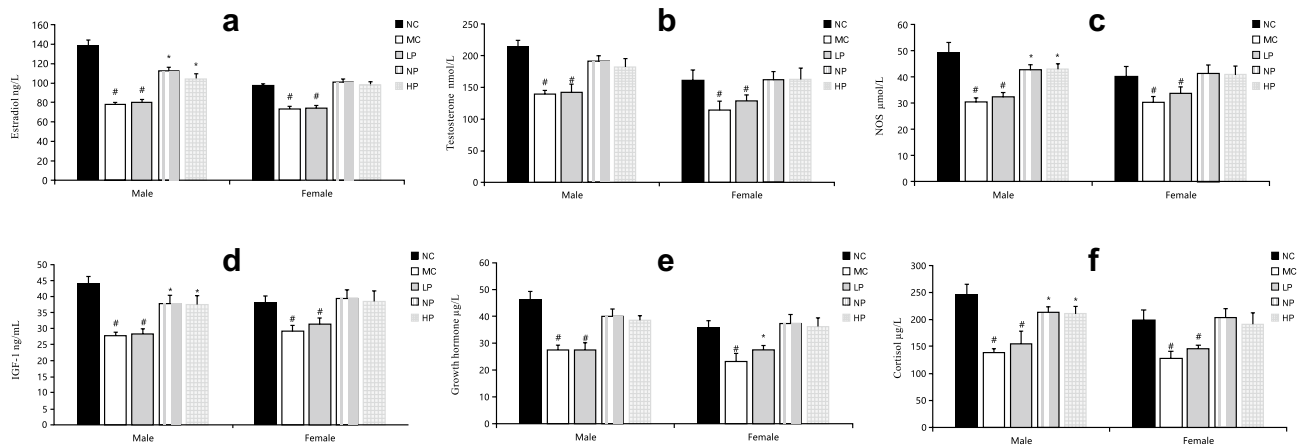 a
160
140
120
100
80
60
40
20
0
Estradiol ng/L
#
#
*
*
Male
Female
NC
MC
LP
NP
HP
b
250
200
150
100
50
0
Testosterone nmol/L
#
#
#
#
Male
Female
NC
MC
LP
NP
HP
c
60
50
40
30
20
10
0
NOS μmol/L
#
#
*
*
#
#
Male
Female
NC
MC
LP
NP
HP
d
50
45
40
35
30
25
20
15
10
5
0
IGF-1 ng/mL
#
#
*
*
#
#
Male
Female
NC
MC
LP
NP
HP
e
60
50
40
30
20
10
0
Growth hormone μg/L
#
#
#
*
Male
Female
NC
MC
LP
NP
HP
f
300
250
200
150
100
50
0
Cortisol μg/L
#
#
*
*
#
#
Male
Female
NC
MC
LP
NP
HP